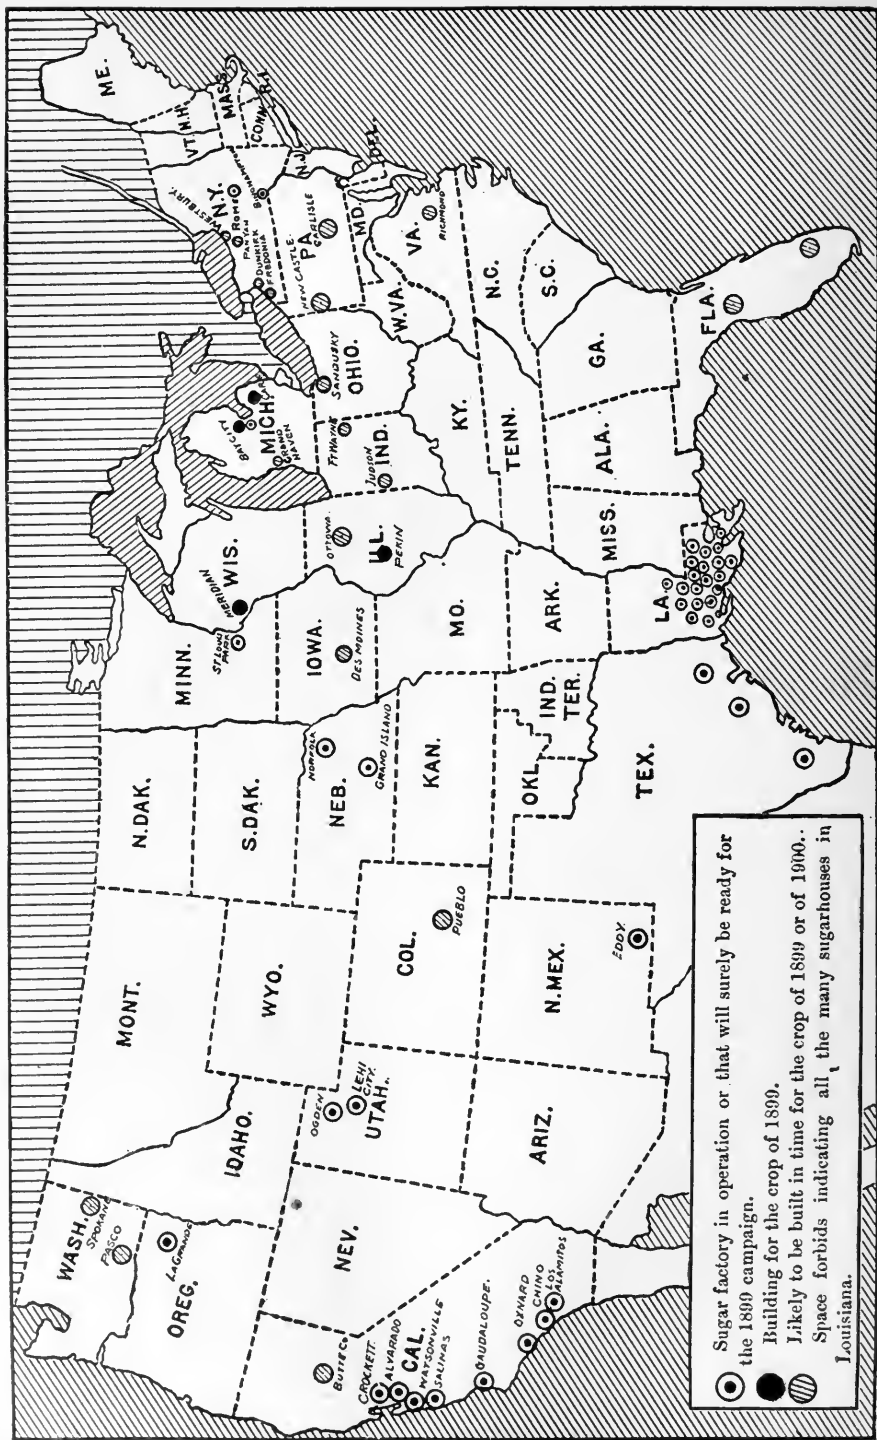 WASH.
SPOKANE
PASCO
OREG.
LAGRANDE
IDAHO.
MONT.
N.DAK.
MINN.
ST LOUIS
PARK
WIS.
MERIDIAN
MICH.
BAY CITY
CARO
GRAND
HAVEN
N.Y.
WESTBURY.
ROME
BINGHAMPTON
PANYAN
DUNKIRK
FREDONIA
VT.
N.H.
ME.
MASS.
CONN.
R.I.
NEV.
CAL.
BUTTE CO.
CROCKETT.
ALVARADO
WATSONVILLE
SALINAS
GAUDALOUPE.
OXNARD
CHINO
LOS
ALAMITOS
UTAH.
OGDEN
LEHI
CITY.
WYO.
S.DAK.
NEB.
NORFOLK
GRAND ISLAND
IOWA.
DES MOINES
ILL.
OTTOWA.
PEKIN
IND.
FT WAYNE
JUDSON
OHIO.
SANDUSKY
PA.
NEW CASTLE.
CARLISLE
N.J.
MD.
DEL.
ARIZ.
N.MEX.
EDDY.
COL.
PUEBLO
KAN.
MO.
KY.
W.VA.
VA.
RICHMOND
OKL.
IND.
TER.
ARK.
TENN.
N.C.
S.C.
TEX.
LA.
MISS.
ALA.
GA.
FLA.
Sugar factory in operation or that will surely be ready for
the 1899 campaign.
Building for the crop of 1899.
Likely to be built in time for the crop of 1899 or of 1900..
Space forbids indicating all the many sugarhouses in
Louisiana.